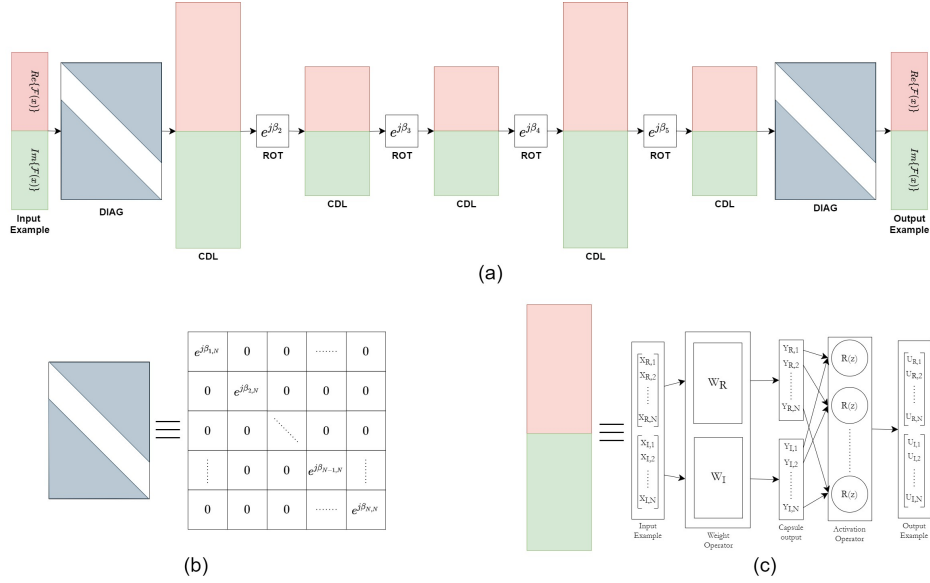 Re{F(x)}
Im{F(x)}
Input
Example
DIAG
CDL
e^{jβ_2}
ROT
CDL
e^{jβ_3}
ROT
CDL
e^{jβ_4}
ROT
CDL
e^{jβ_5}
ROT
CDL
DIAG
Re{F(x)}
Im{F(x)}
Output
Example
(a)
e^{jβ_{1,N}} 0 0 ........ 0
0 e^{jβ_{2,N}} 0 0 0
0 0 0 0
0 0 e^{jβ_{N-1,N}}
0 0 0 ........ e^{jβ_{N,N}}
(b)
X_{R,1}
X_{R,2}
X_{R,N}
X_{I,1}
X_{I,2}
X_{I,N}
Input
Example
W_R
W_I
Weight
Operator
Y_{R,1}
Y_{R,2}
Y_{R,N}
Y_{I,1}
Y_{I,2}
Y_{I,N}
Capsule
output
R(z)
R(z)
R(z)
Activation
Operator
U_{R,1}
U_{R,2}
U_{R,N}
U_{I,1}
U_{I,2}
U_{I,N}
Output
Example
(c)